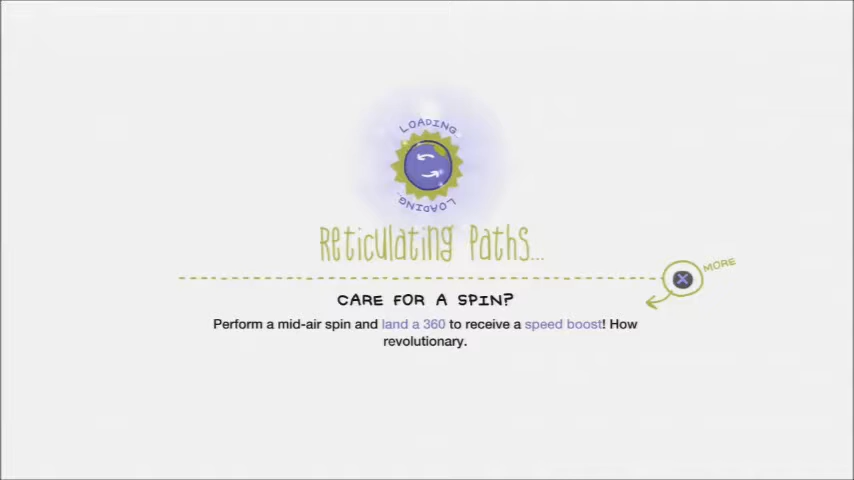 LOADING...
LOADING...
Reticulating Paths...
MORE
CARE FOR A SPIN?
Perform a mid-air spin and land a 360 to receive a speed boost! How
revolutionary.